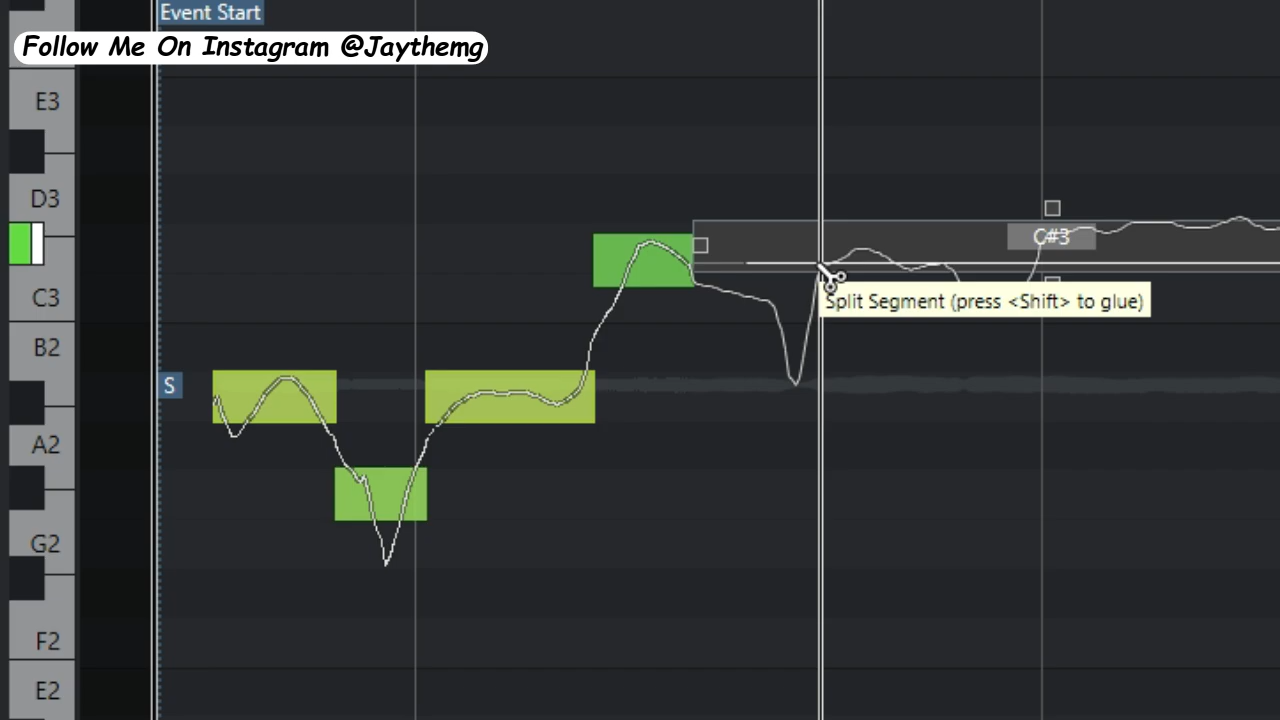 Event Start
Follow Me On Instagram @Jaythemg
E3
D3
C#3
C3
Split Segment (press <Shift> to glue)
B2
S
A2
G2
F2
E2